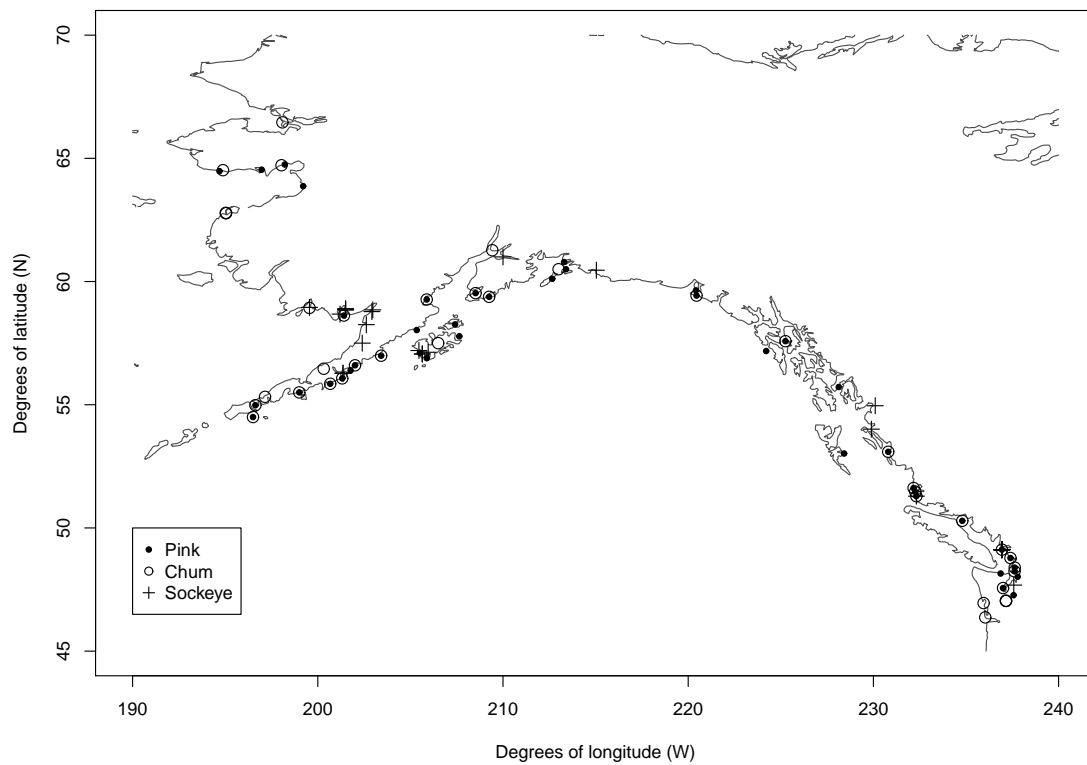 70
65
60
55
50
45
Degrees of latitude (N)
Pink
Chum
Sockeye
190
200
210
220
230
240
Degrees of longitude (W)